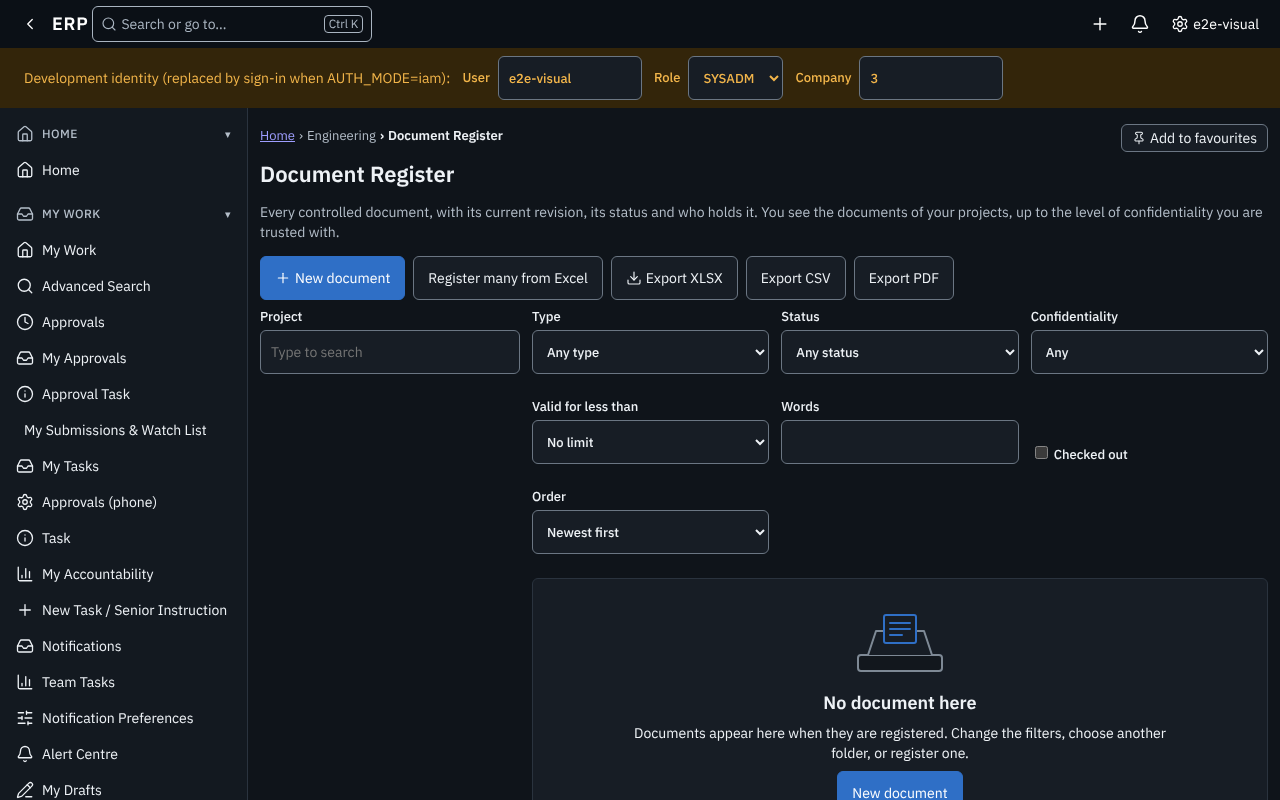 ERP
Search or go to...
Ctrl K
e2e-visual
Development identity (replaced by sign-in when AUTH_MODE=iam):
User
e2e-visual
Role
SYSADM
Company
3
HOME
Home
MY WORK
My Work
Advanced Search
Approvals
My Approvals
Approval Task
My Submissions & Watch List
My Tasks
Approvals (phone)
Task
My Accountability
New Task / Senior Instruction
Notifications
Team Tasks
Notification Preferences
Alert Centre
My Drafts
Home › Engineering › Document Register
Add to favourites
Document Register
Every controlled document, with its current revision, its status and who holds it. You see the documents of your projects, up to the level of confidentiality you are
trusted with.
New document
Register many from Excel
Export XLSX
Export CSV
Export PDF
Project
Type to search
Type
Any type
Status
Any status
Confidentiality
Any
Valid for less than
No limit
Words
Checked out
Order
Newest first
No document here
Documents appear here when they are registered. Change the filters, choose another
folder, or register one.
New document